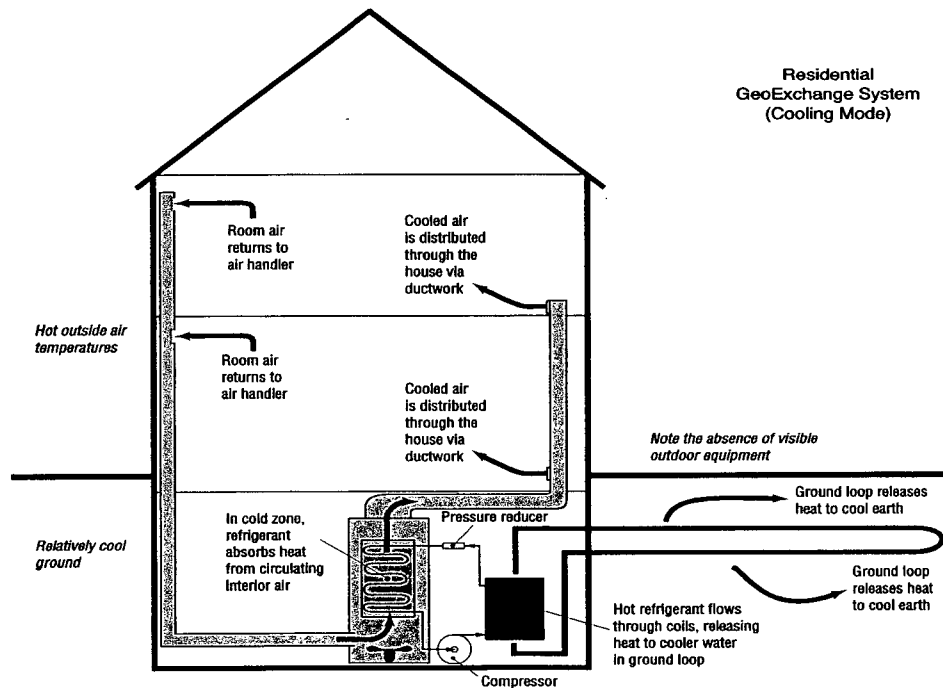 Residential
GeoExchange System
(Cooling Mode)
Room air
returns to
air handler
Cooled air
is distributed
through the
house via
ductwork
Hot outside air
temperatures
Room air
returns to
air handler
Cooled air
is distributed
through the
house via
ductwork
Note the absence of visible
outdoor equipment
Ground loop releases
heat to cool earth
In cold zone,
refrigerant
absorbs heat
from circulating
Interior air
Pressure reducer
Relatively cool
ground
Ground loop
releases heat
to cool earth
Hot refrigerant flows
through coils, releasing
heat to cooler water
in ground loop
Compressor